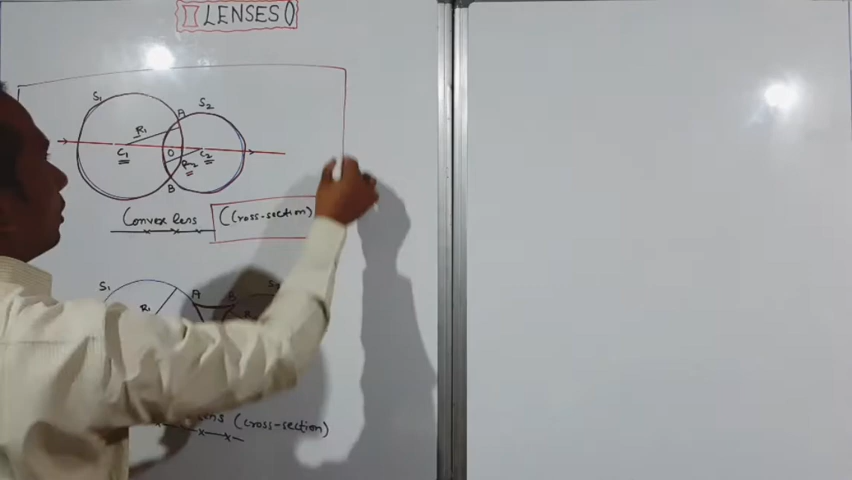 LENSES
S₁
S₂
A
R₁
O
C₁
C₂
R₂
B
Convex lens (cross-section)
S₁
A
B
R₁
(cross-section)